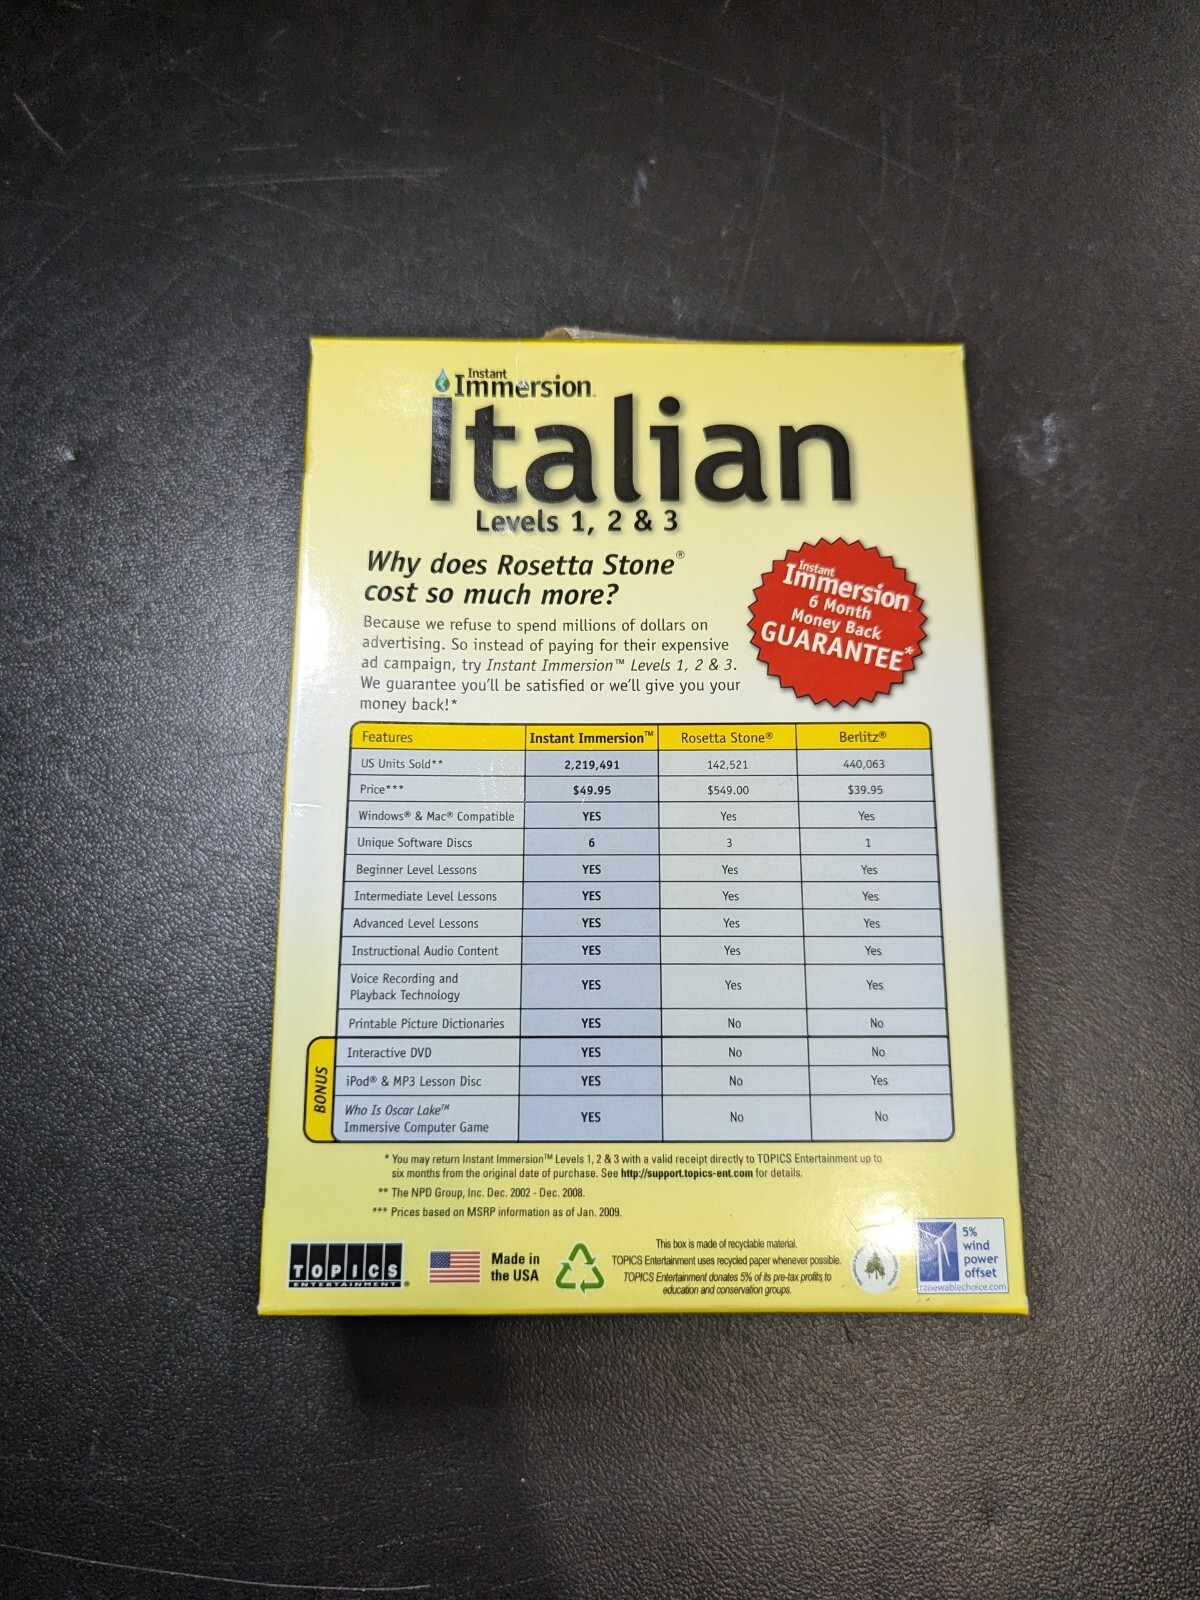 Instant
Immersion™
Italian
Levels 1, 2 & 3
Why does Rosetta Stone®
cost so much more?
Because we refuse to spend millions of dollars on
advertising. So instead of paying for their expensive
ad campaign, try Instant Immersion™ Levels 1, 2 & 3.
We guarantee you'll be satisfied or we'll give you your
money back!*
Instant
Immersion
6 Month
Money Back
GUARANTEE*
Features Instant Immersion™ Rosetta Stone® Berlitz®
US Units Sold** 2,219,491 142,521 440,063
Price*** $49.95 $549.00 $39.95
Windows® & Mac® Compatible YES Yes Yes
Unique Software Discs 6 3 1
Beginner Level Lessons YES Yes Yes
Intermediate Level Lessons YES Yes Yes
Advanced Level Lessons YES Yes Yes
Instructional Audio Content YES Yes Yes
Voice Recording and
Playback Technology YES Yes Yes
Printable Picture Dictionaries YES No No
BONUS
Interactive DVD YES No No
iPod® & MP3 Lesson Disc YES No Yes
Who Is Oscar Lake™
Immersive Computer Game YES No No
* You may return Instant Immersion™ Levels 1, 2 & 3 with a valid receipt directly to TOPICS Entertainment up to
six months from the original date of purchase. See http://support.topics-ent.com for details.
** The NPD Group, Inc. Dec. 2002 - Dec. 2008.
*** Prices based on MSRP information as of Jan. 2009.
TOPICS
ENTERTAINMENT®
Made in
the USA
This box is made of recyclable material.
TOPICS Entertainment uses recycled paper whenever possible.
TOPICS Entertainment donates 5% of its pre-tax profits to
education and conservation groups.
5%
wind
power
offset
renewablechoice.com